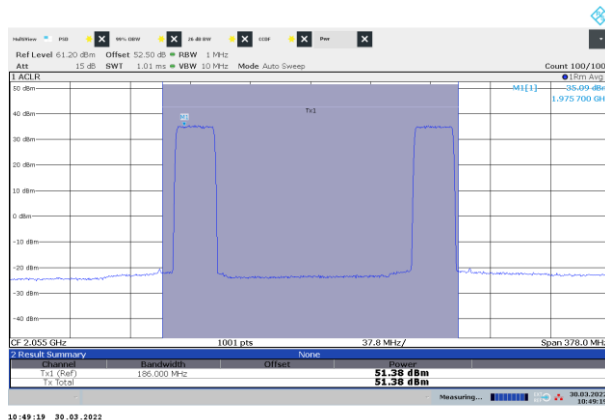 MultiView PSD 99% OBW 26 dB BW CCDF Pwr
Ref Level 61.20 dBm Offset 52.50 dB RBW 1 MHz
Att 15 dB SWT 1.01 ms VBW 10 MHz Mode Auto Sweep Count 100/100
1 ACLR 1Rm Avg
M1[1] 35.09 dBm
1.975 700 GHz
50 dBm
Tx1
40 dBm
M1
30 dBm
20 dBm
10 dBm
0 dBm
-10 dBm
-20 dBm
-30 dBm
-40 dBm
CF 2.055 GHz 1001 pts 37.8 MHz/ Span 378.0 MHz
2 Result Summary None
Channel Bandwidth Offset Power
Tx1 (Ref) 186.000 MHz 51.38 dBm
Tx Total 51.38 dBm
Measuring... 30.03.2022
10:49:19
10:49:19 30.03.2022